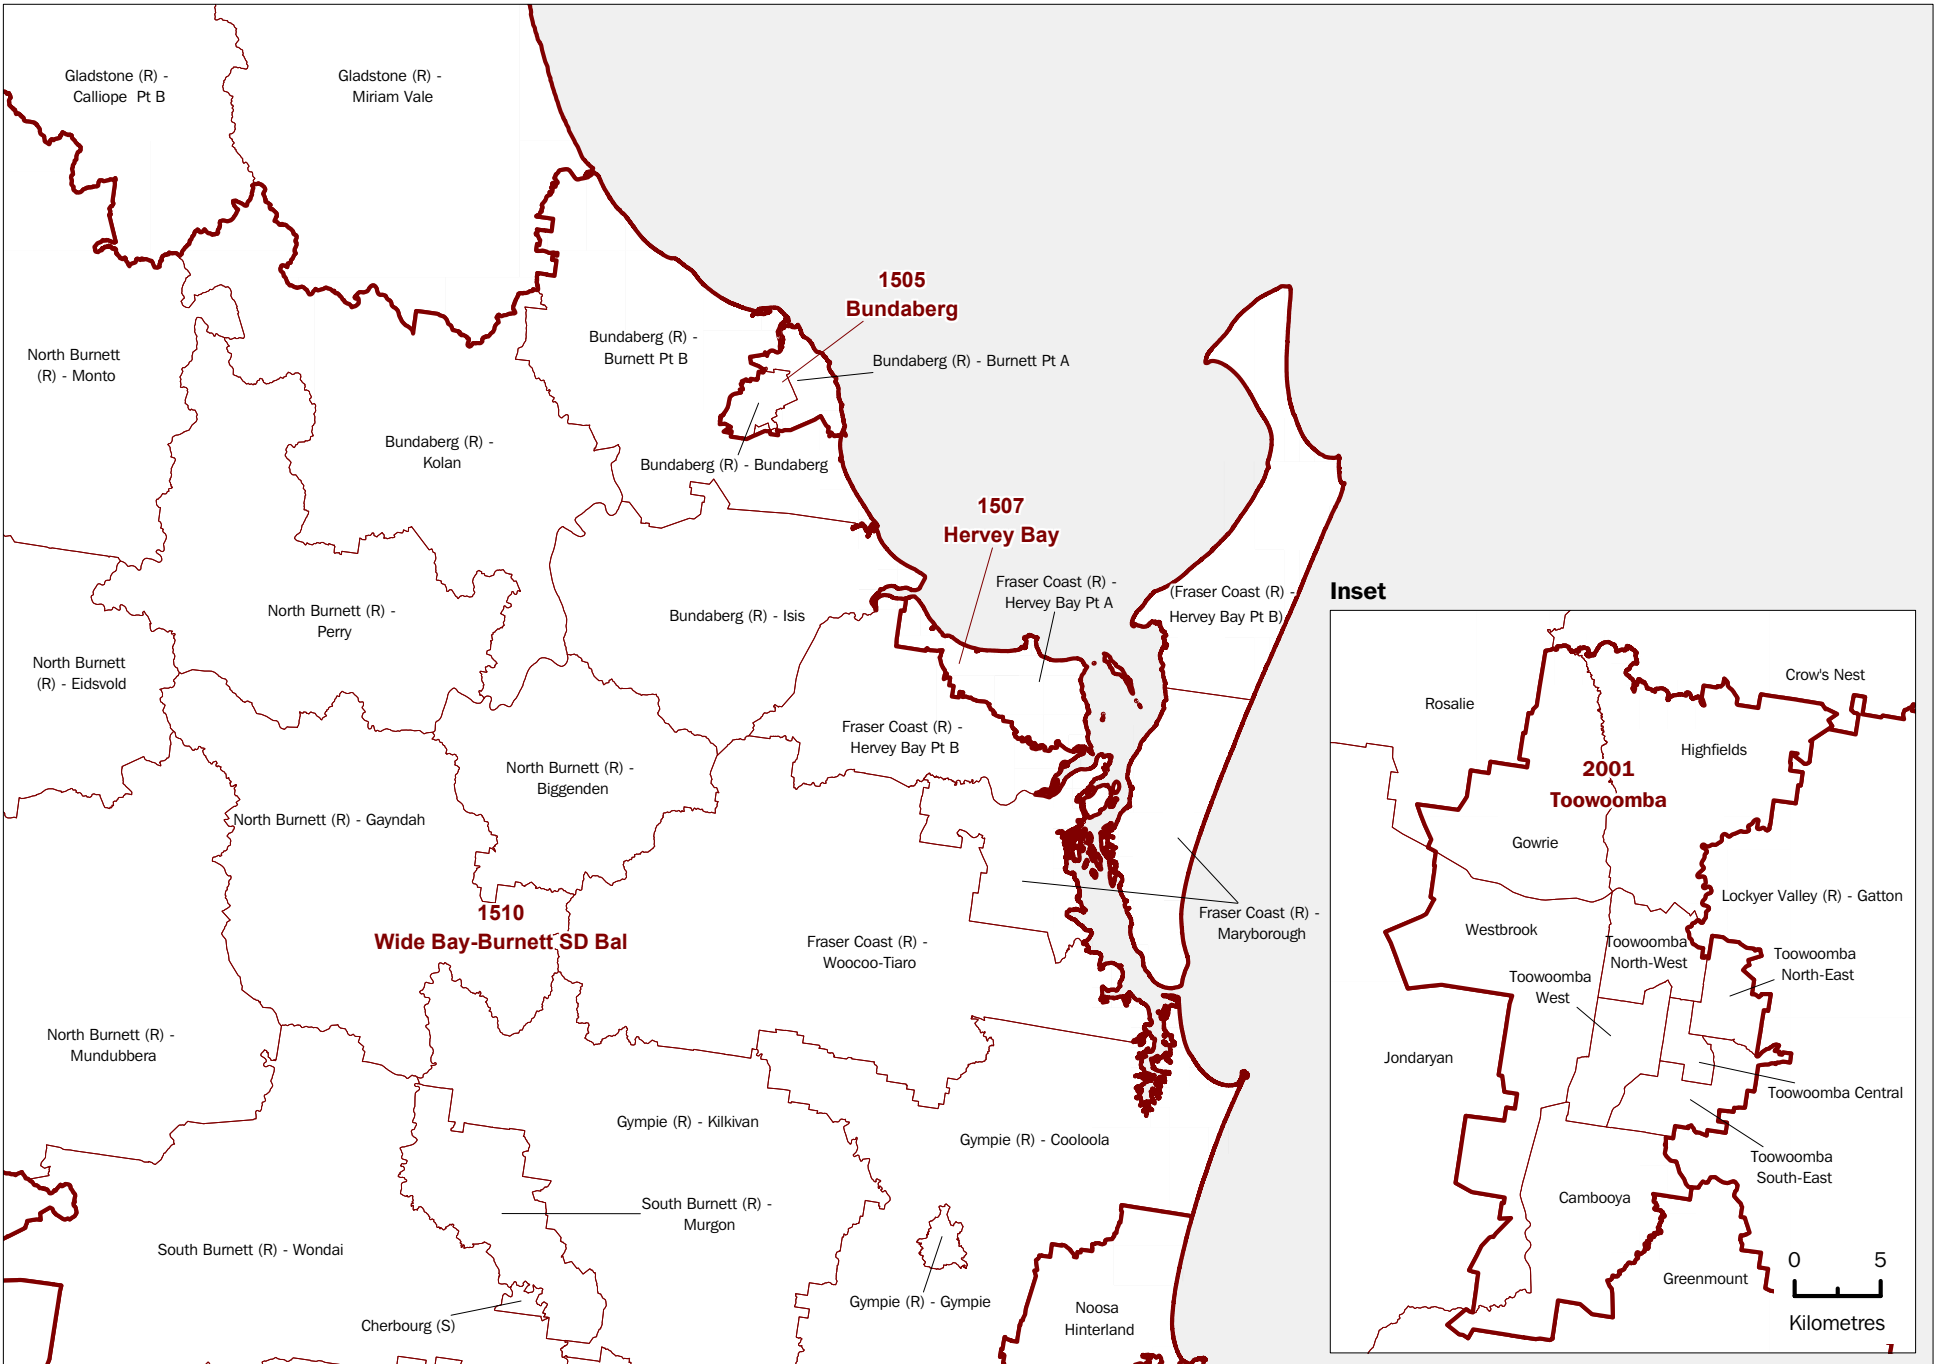 Gladstone (R) -
Calliope Pt B
Gladstone (R) -
Miriam Vale
1505
Bundaberg
Bundaberg (R) -
Burnett Pt B
Bundaberg (R) - Burnett Pt A
North Burnett
(R) - Monto
Bundaberg (R) -
Kolan
Bundaberg (R) - Bundaberg
1507
Hervey Bay
Fraser Coast (R) -
Hervey Bay Pt A
(Fraser Coast (R) -
Hervey Bay Pt B)
North Burnett (R) -
Perry
Bundaberg (R) - Isis
North Burnett
(R) - Eidsvold
Fraser Coast (R) -
Hervey Bay Pt B
North Burnett (R) -
Biggenden
North Burnett (R) - Gayndah
1510
Wide Bay-Burnett SD Bal
Fraser Coast (R) -
Woocoo-Tiaro
Fraser Coast (R) -
Maryborough
North Burnett (R) -
Mundubbera
Gympie (R) - Kilkivan
Gympie (R) - Cooloola
South Burnett (R) -
Murgon
South Burnett (R) - Wondai
Gympie (R) - Gympie
Cherbourg (S)
Noosa
Hinterland
Inset
Crow's Nest
Rosalie
Highfields
2001
Toowoomba
Gowrie
Lockyer Valley (R) - Gatton
Westbrook
Toowoomba
North-West
Toowoomba
North-East
Toowoomba
West
Jondaryan
Toowoomba Central
Toowoomba
South-East
Cambooya
Greenmount
0 5
Kilometres